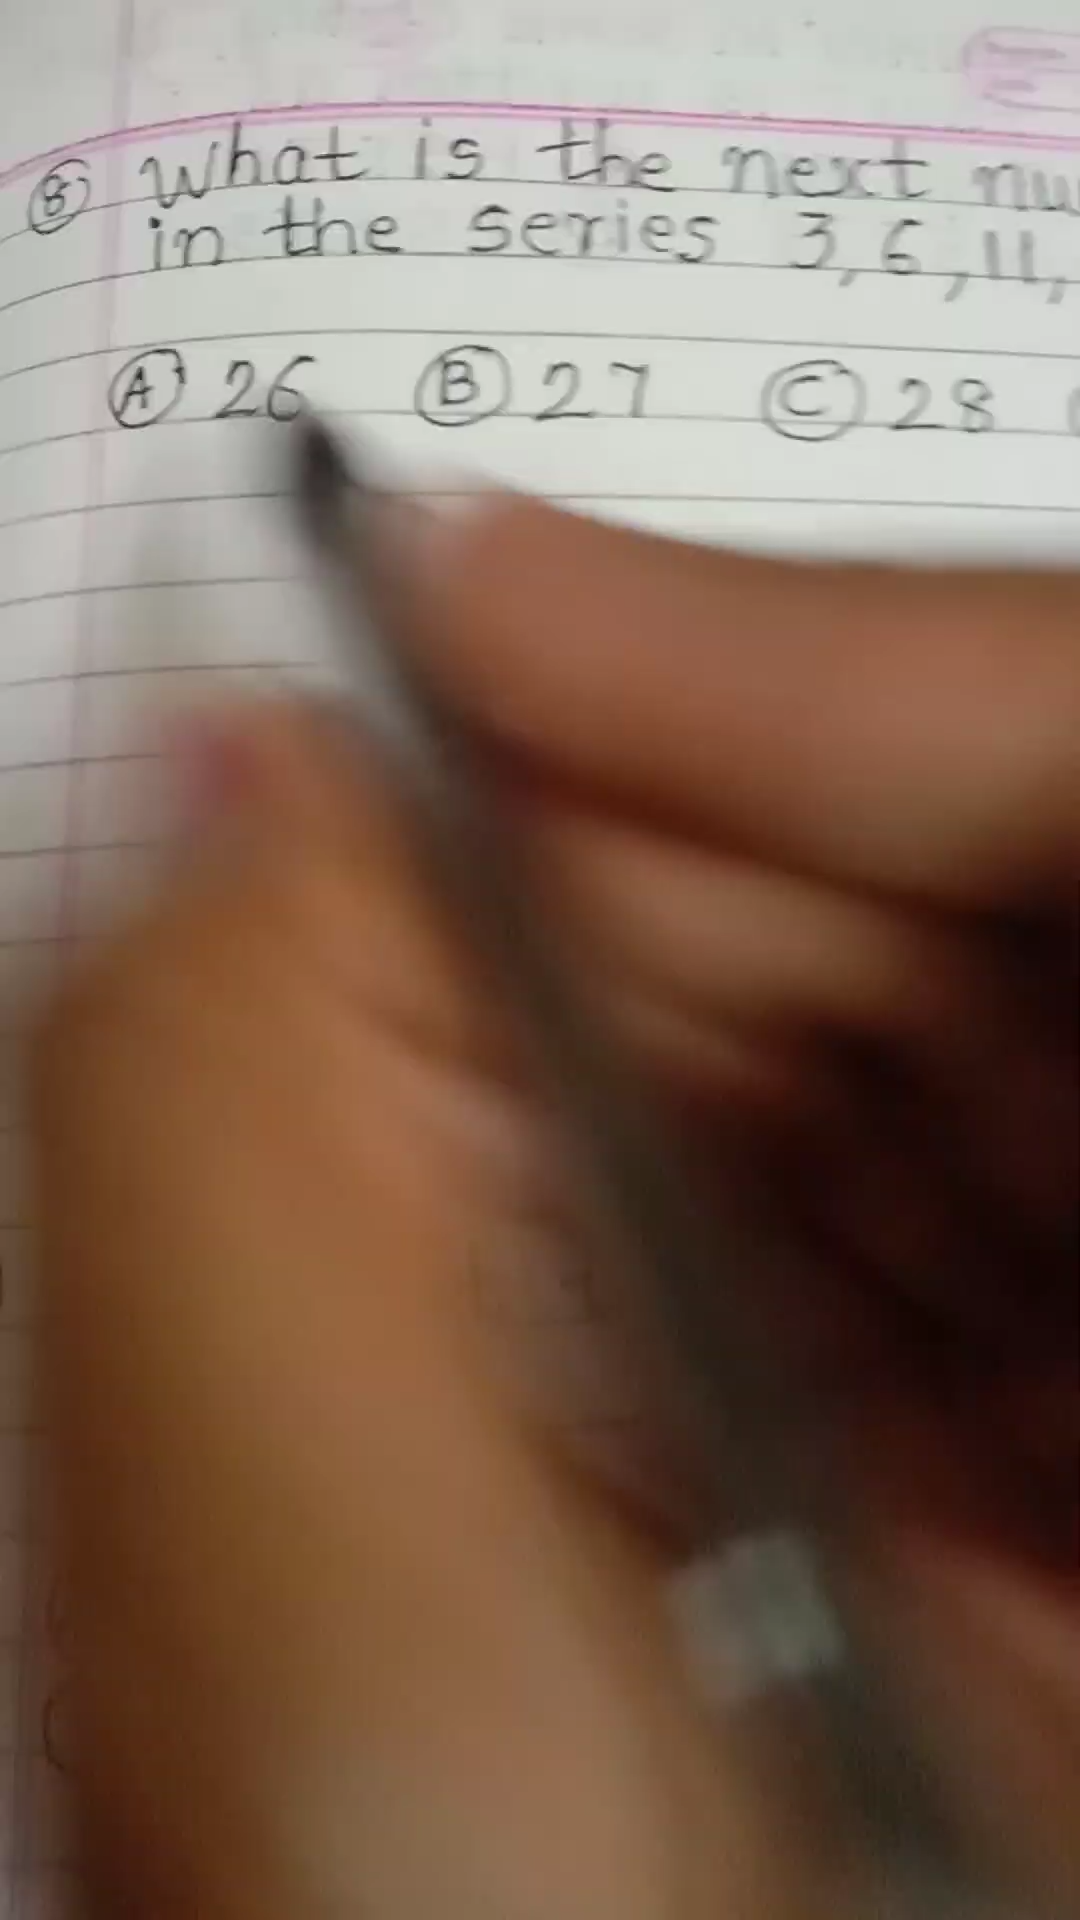 ⑧ What is the next
in the series 3, 6, 11,
Ⓐ 26 Ⓑ 27 Ⓒ 28